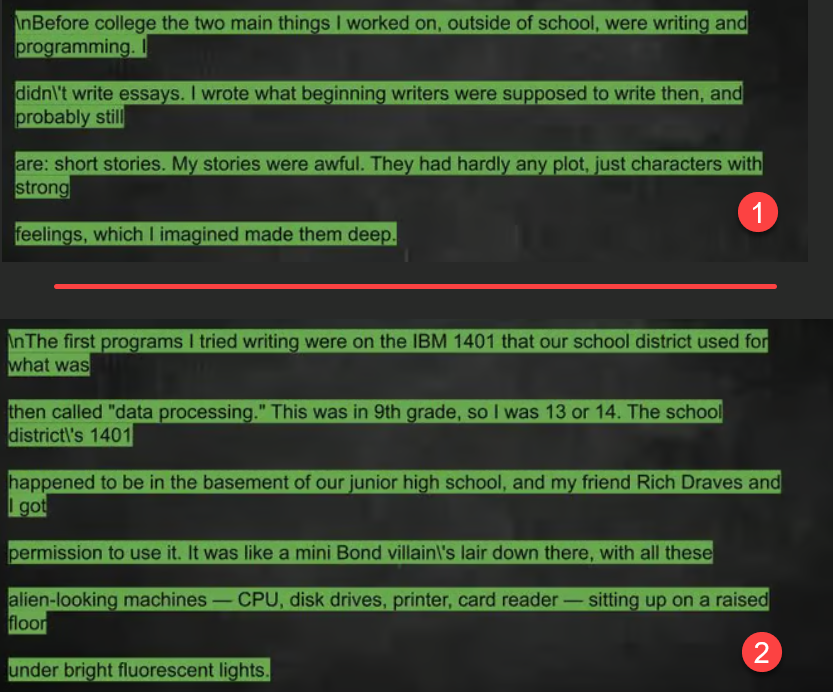 \nBefore college the two main things I worked on, outside of school, were writing and
programming. I
didn\'t write essays. I wrote what beginning writers were supposed to write then, and
probably still
are: short stories. My stories were awful. They had hardly any plot, just characters with
strong
feelings, which I imagined made them deep.
1
\nThe first programs I tried writing were on the IBM 1401 that our school district used for
what was
then called "data processing." This was in 9th grade, so I was 13 or 14. The school
district\'s 1401
happened to be in the basement of our junior high school, and my friend Rich Draves and
I got
permission to use it. It was like a mini Bond villain\'s lair down there, with all these
alien-looking machines — CPU, disk drives, printer, card reader — sitting up on a raised
floor
under bright fluorescent lights.
2